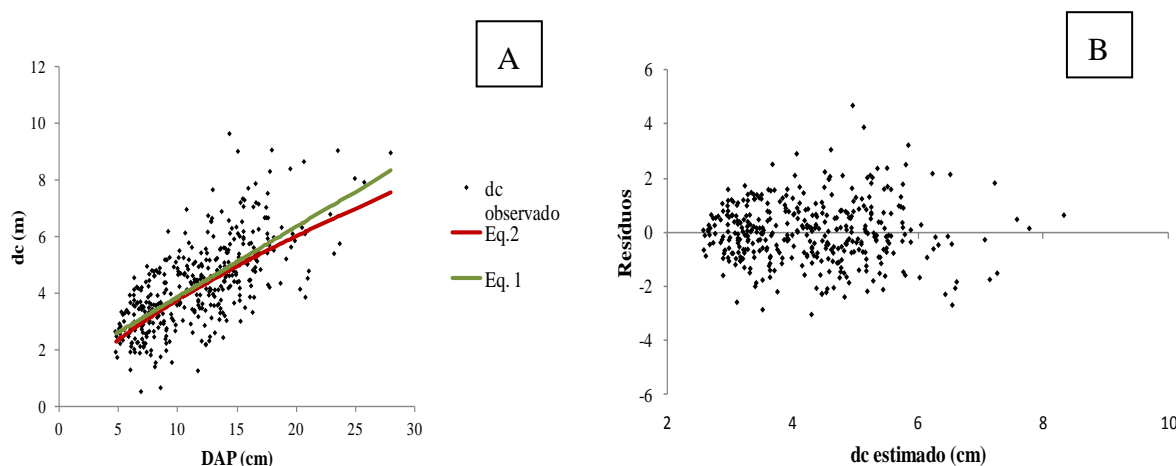 A
12
10
8
6
4
2
0
0 5 10 15 20 25 30
dc (m)
DAP (cm)
dc
observado
Eq.2
Eq. 1
B
6
4
2
0
-2
-4
-6
2 4 6 8 10
Resíduos
dc estimado (cm)